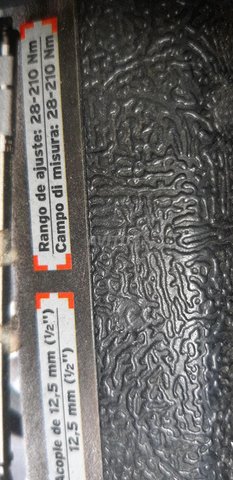 Rango de ajuste: 28-210 Nm
Campo di misura: 28-210 Nm
Acople de 12,5 mm (½")
12,5 mm (½")